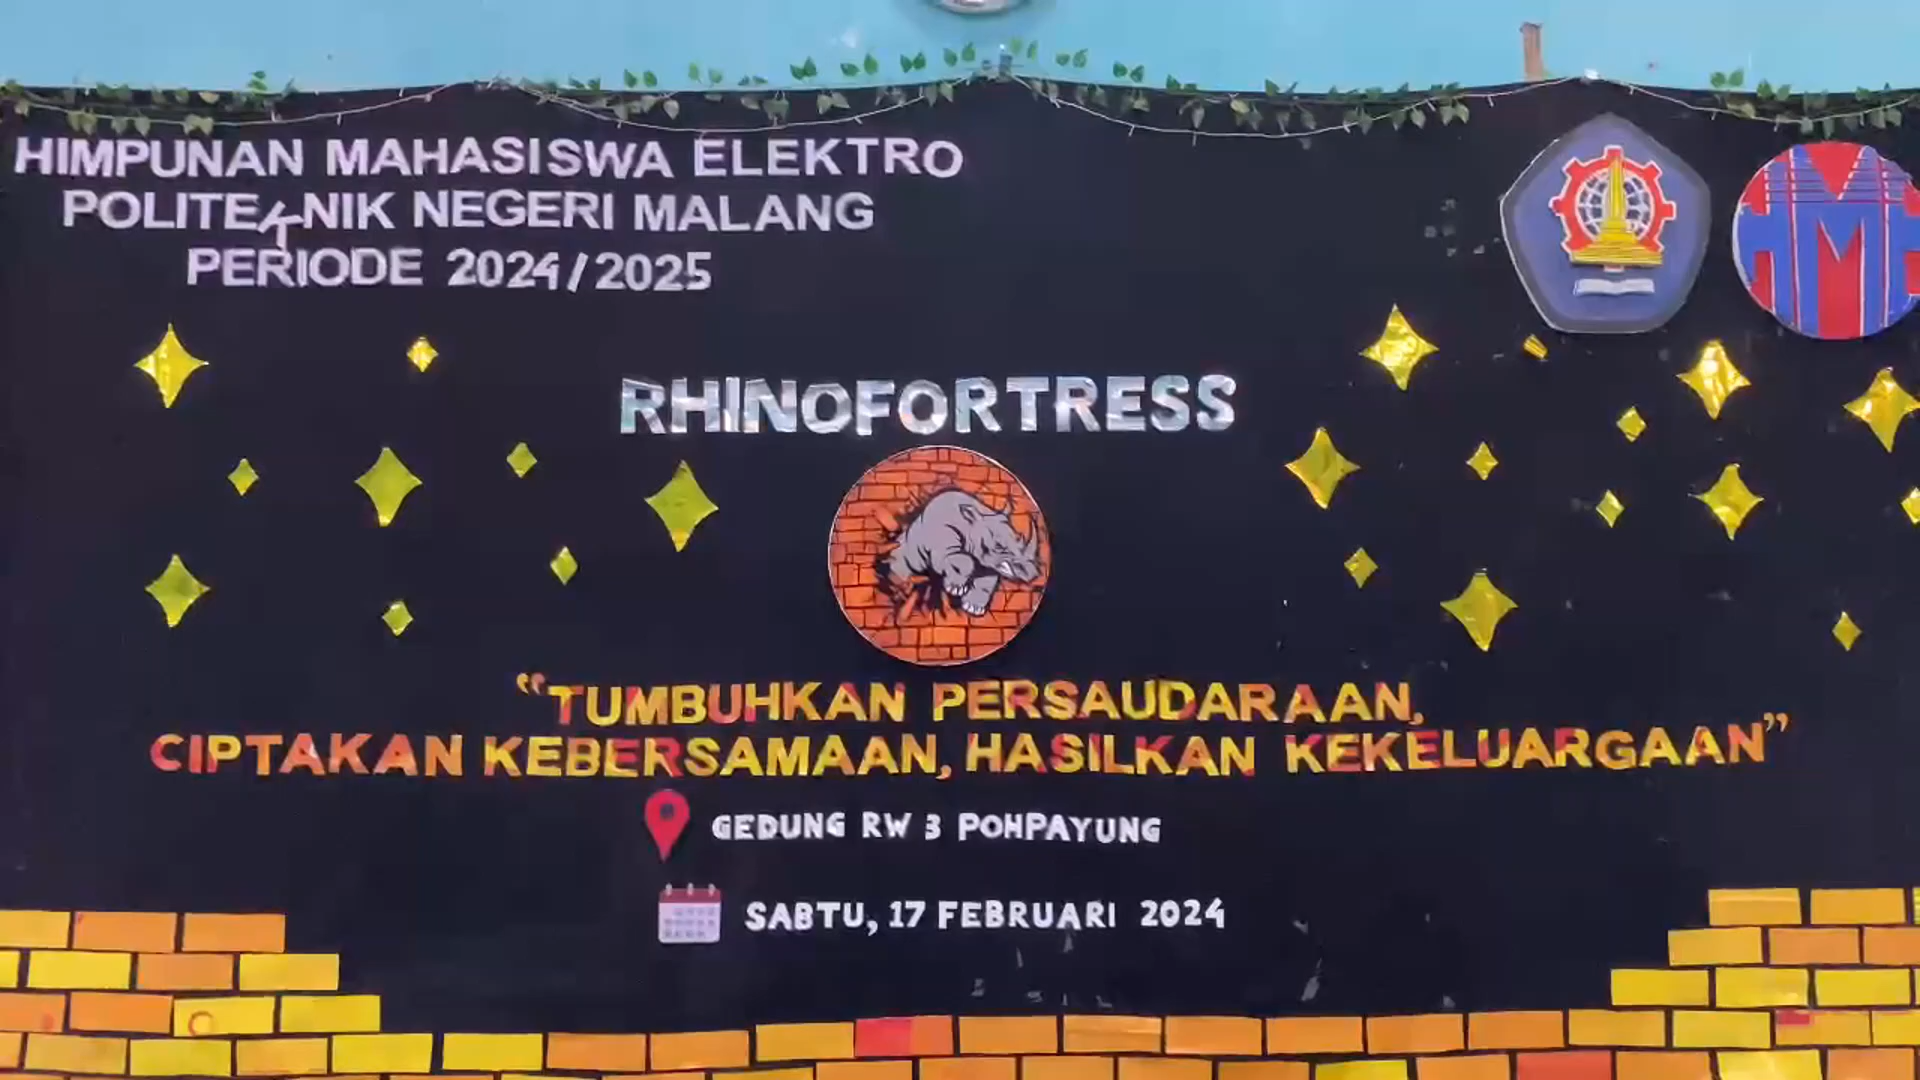 HIMPUNAN MAHASISWA ELEKTRO
POLITEKNIK NEGERI MALANG
PERIODE 2024/2025
HME
RHINOFORTRESS
“TUMBUHKAN PERSAUDARAAN,
CIPTAKAN KEBERSAMAAN, HASILKAN KEKELUARGAAN”
GEDUNG RW 3 POHPAYUNG
SABTU, 17 FEBRUARI 2024